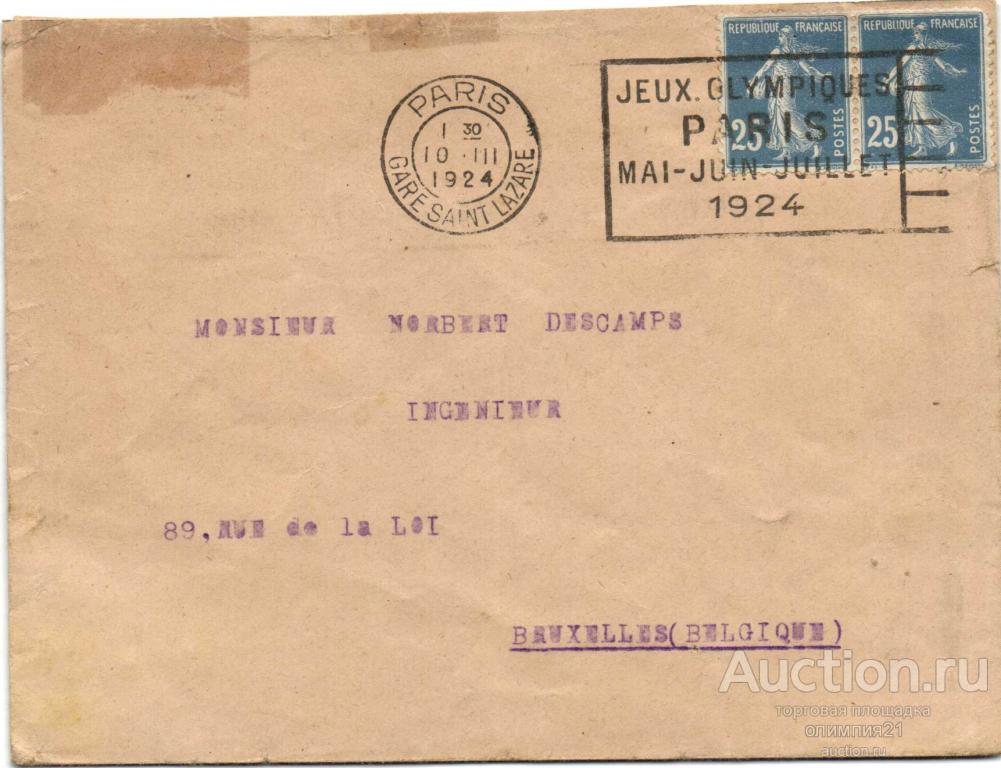 REPUBLIQUE FRANÇAISE
25
POSTES
REPUBLIQUE FRANÇAISE
25
POSTES
PARIS
1 30
10 · III
1924
GARE SAINT LAZARE
JEUX. OLYMPIQUES
PARIS
MAI-JUIN-JUILLET
1924
MONSIEUR NORBERT DESCAMPS
INGENIEUR
89, RUE de la LOI
BRUXELLES(BELGIQUE)
Auction.ru
торговая площадка
олимпия21
auction.ru